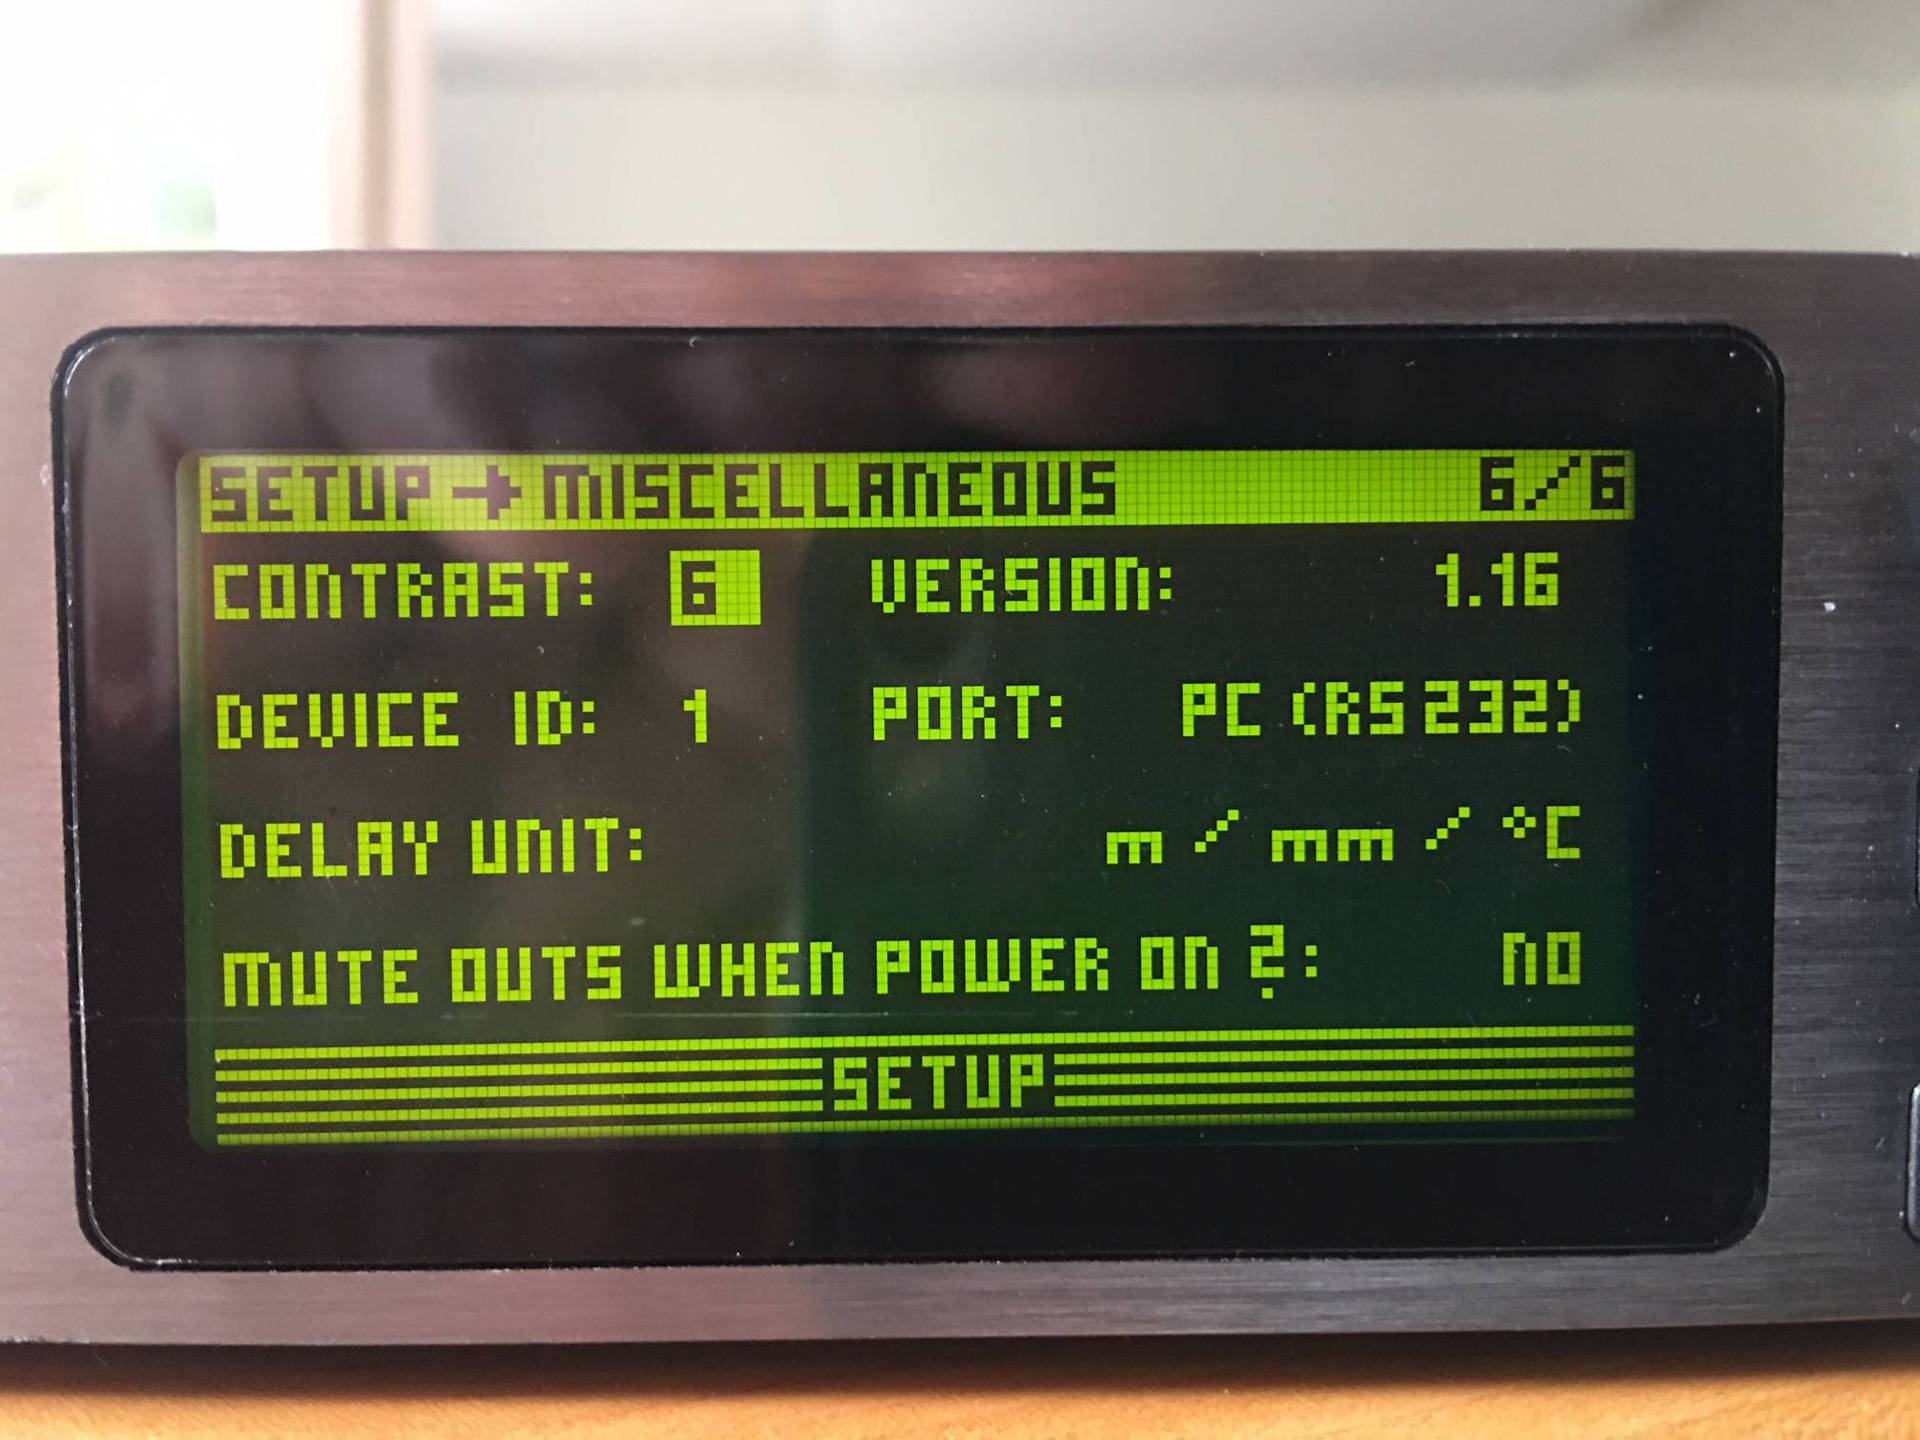 SETUP → MISCELLANEOUS 6/6
CONTRAST: 6 VERSION: 1.16
DEVICE ID: 1 PORT: PC (RS232)
DELAY UNIT: m / mm / °C
MUTE OUTS WHEN POWER ON ?: NO
SETUP